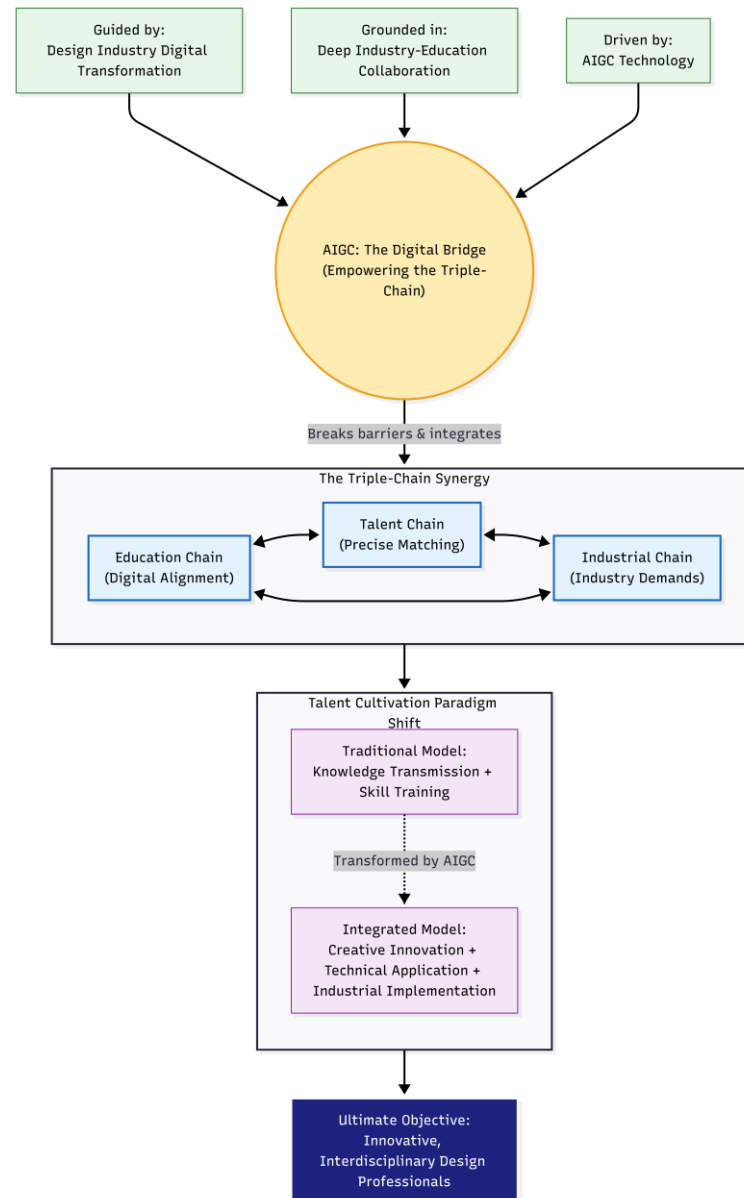 Guided by:
Design Industry Digital
Transformation
Grounded in:
Deep Industry-Education
Collaboration
Driven by:
AIGC Technology
AIGC: The Digital Bridge
(Empowering the Triple-
Chain)
Breaks barriers & integrates
The Triple-Chain Synergy
Talent Chain
(Precise Matching)
Education Chain
(Digital Alignment)
Industrial Chain
(Industry Demands)
Talent Cultivation Paradigm
Shift
Traditional Model:
Knowledge Transmission +
Skill Training
Transformed by AIGC
Integrated Model:
Creative Innovation +
Technical Application +
Industrial Implementation
Ultimate Objective:
Innovative,
Interdisciplinary Design
Professionals